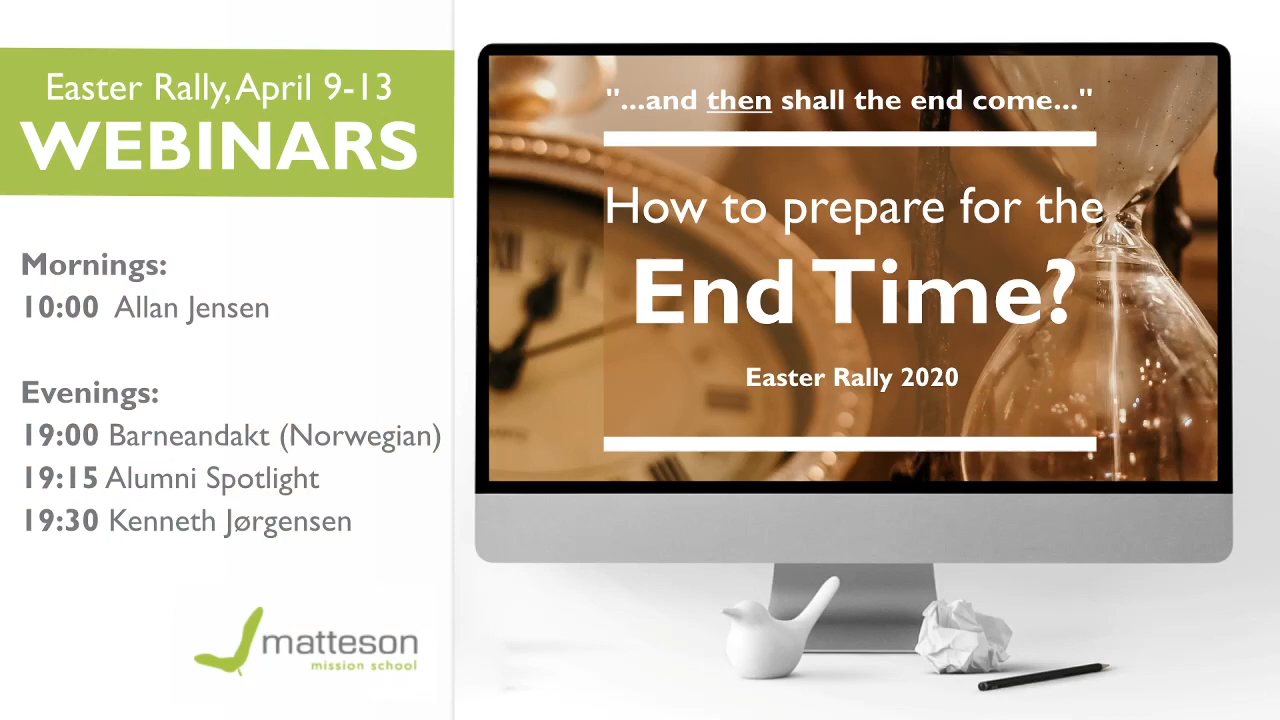 Easter Rally, April 9-13
WEBINARS
Mornings:
10:00 Allan Jensen
Evenings:
19:00 Barneandakt (Norwegian)
19:15 Alumni Spotlight
19:30 Kenneth Jørgensen
matteson
mission school
"...and then shall the end come..."
How to prepare for the
End Time?
Easter Rally 2020